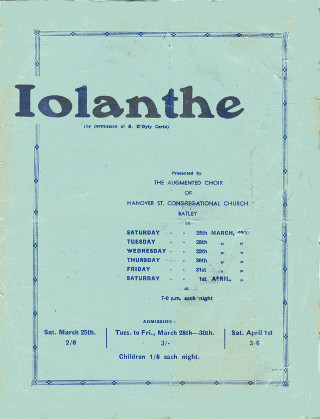 Iolanthe
(by permission of R. D'Oyly Carte)
Presented by
THE AUGMENTED CHOIR
OF
HANOVER ST. CONGREGATIONAL CHURCH
BATLEY
on
SATURDAY - - 25th MARCH,
TUESDAY - - 28th " "
WEDNESDAY - - 29th " "
THURSDAY - - 30th " "
FRIDAY - - 31st " "
SATURDAY - - 1st APRIL, "
at
7-0 p.m. each night
ADMISSION:
Sat. March 25th. Tues. to Fri., March 28th—30th. Sat. April 1st
2/6 3/- 3-6
Children 1/6 each night.